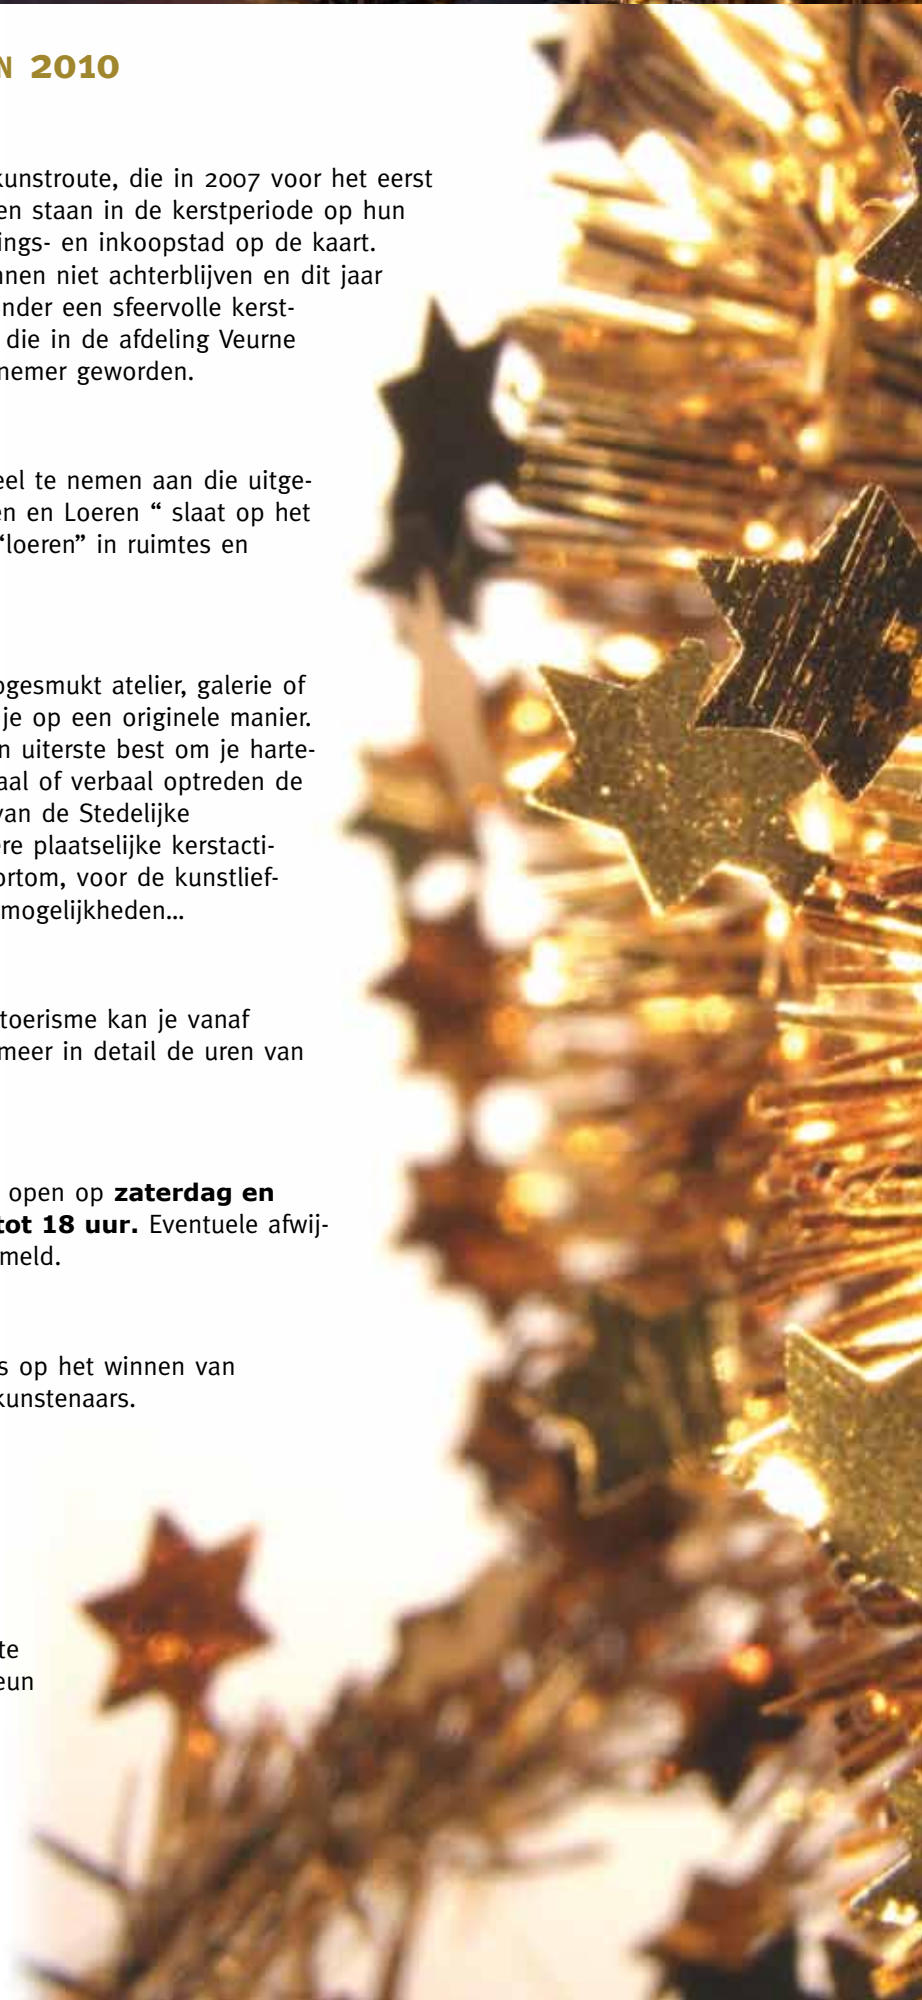 N 2010
kunstroute, die in 2007 voor het eerst
en staan in de kerstperiode op hun
ings- en inkoopstad op de kaart.
nnen niet achterblijven en dit jaar
nder een sfeervolle kerst-
die in de afdeling Veurne
nemer geworden.
eel te nemen aan die uitge-
en en Loeren “ slaat op het
“loeren” in ruimtes en
pgesmukt atelier, galerie of
je op een originele manier.
n uiterste best om je harte-
aal of verbaal optreden de
van de Stedelijke
ere plaatselijke kerstacti-
ortom, voor de kunstlief-
mogelijkheden...
toerisme kan je vanaf
meer in detail de uren van
open op zaterdag en
tot 18 uur. Eventuele afwij-
meld.
s op het winnen van
kunstenaars.
te
eun